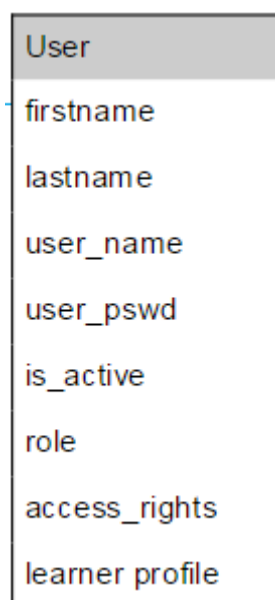 User
firstname
lastname
user_name
user_pswd
is_active
role
access_rights
learner profile